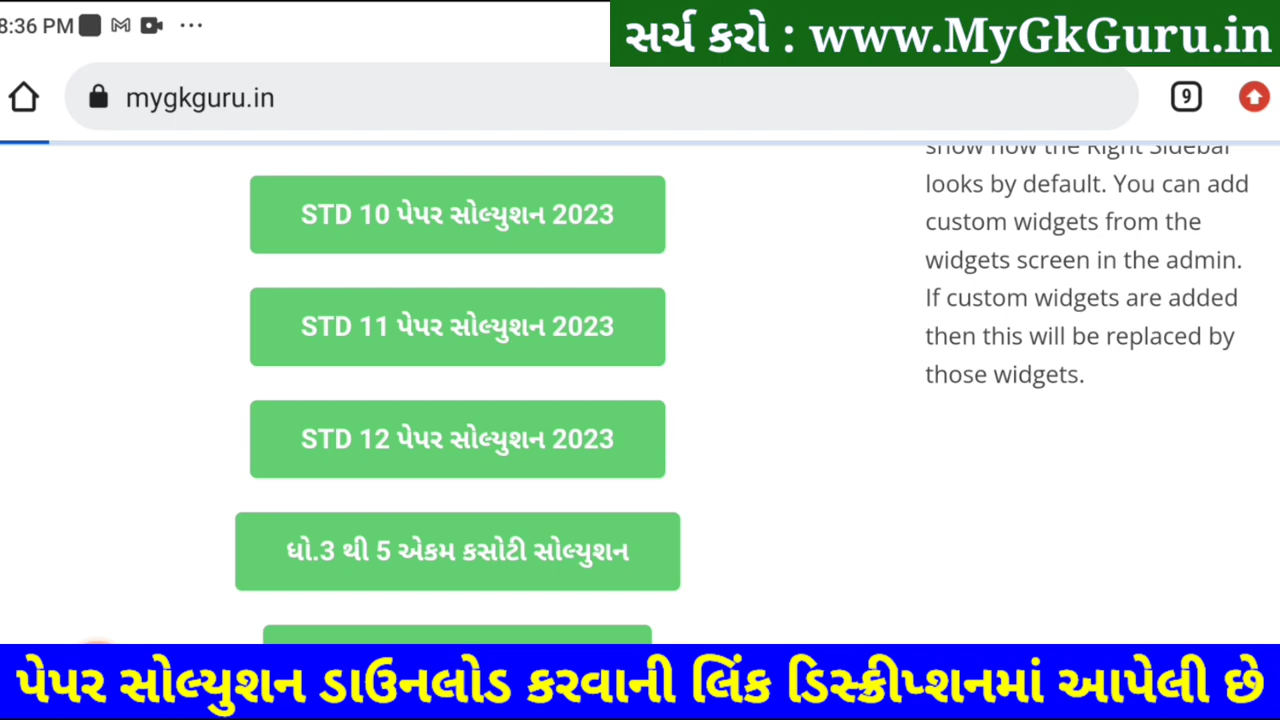 8:36 PM
સર્ચ કરો : www.MyGkGuru.in
mygkguru.in
9
show how the Right Sidebar
looks by default. You can add
custom widgets from the
widgets screen in the admin.
If custom widgets are added
then this will be replaced by
those widgets.
STD 10 પેપર સોલ્યુશન 2023
STD 11 પેપર સોલ્યુશન 2023
STD 12 પેપર સોલ્યુશન 2023
ધો.3 થી 5 એકમ કસોટી સોલ્યુશન
પેપર સોલ્યુશન ડાઉનલોડ કરવાની લિંક ડિસ્ક્રીપ્શનમાં આપેલી છે